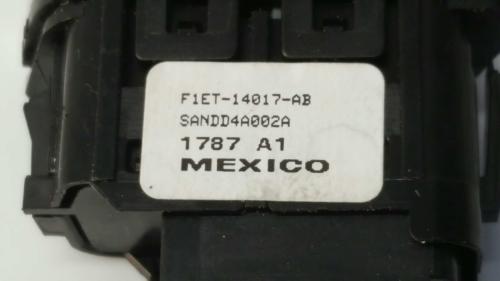 F1ET-14017-AB
SANDD4A002A
1787 A1
MEXICO